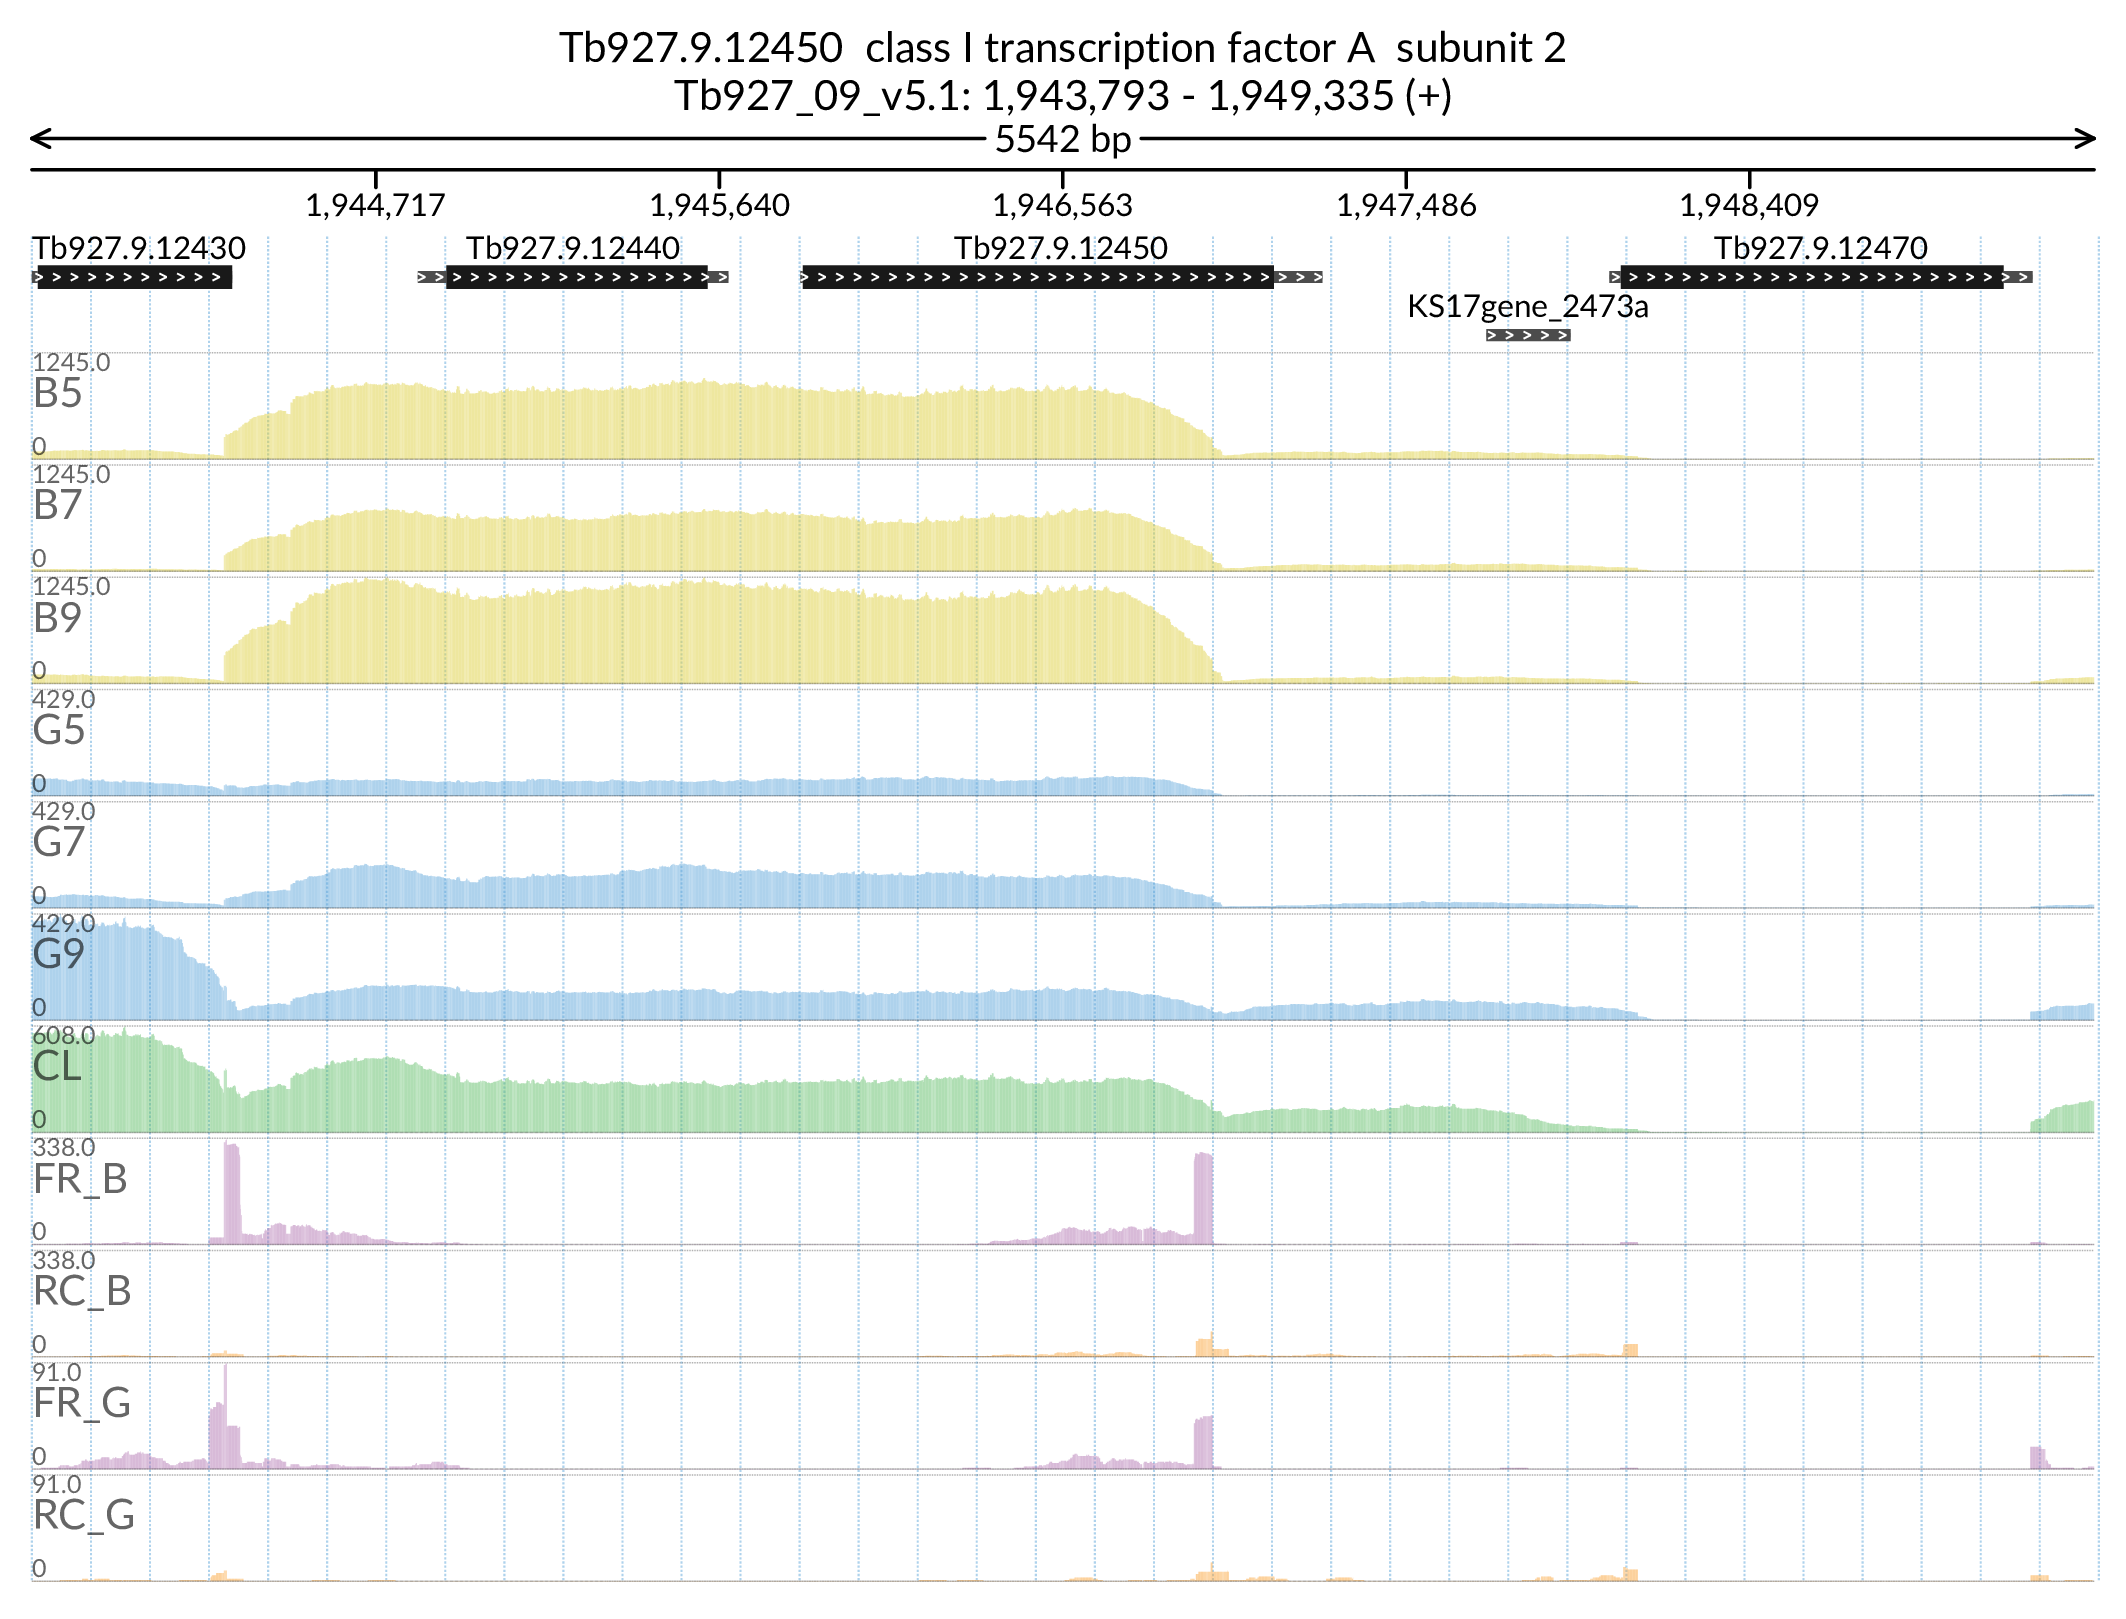 Tb927.9.12450  class I transcription factor A  subunit 2
Tb927_09_v5.1: 1,943,793 - 1,949,335 (+)
5542 bp
1,944,717 1,945,640 1,946,563 1,947,486 1,948,409
Tb927.9.12430 Tb927.9.12440 Tb927.9.12450 Tb927.9.12470
KS17gene_2473a
1245.0
B5
0
1245.0
B7
0
1245.0
B9
0
429.0
G5
0
429.0
G7
0
429.0
G9
0
608.0
CL
0
338.0
FR_B
0
338.0
RC_B
0
91.0
FR_G
0
91.0
RC_G
0